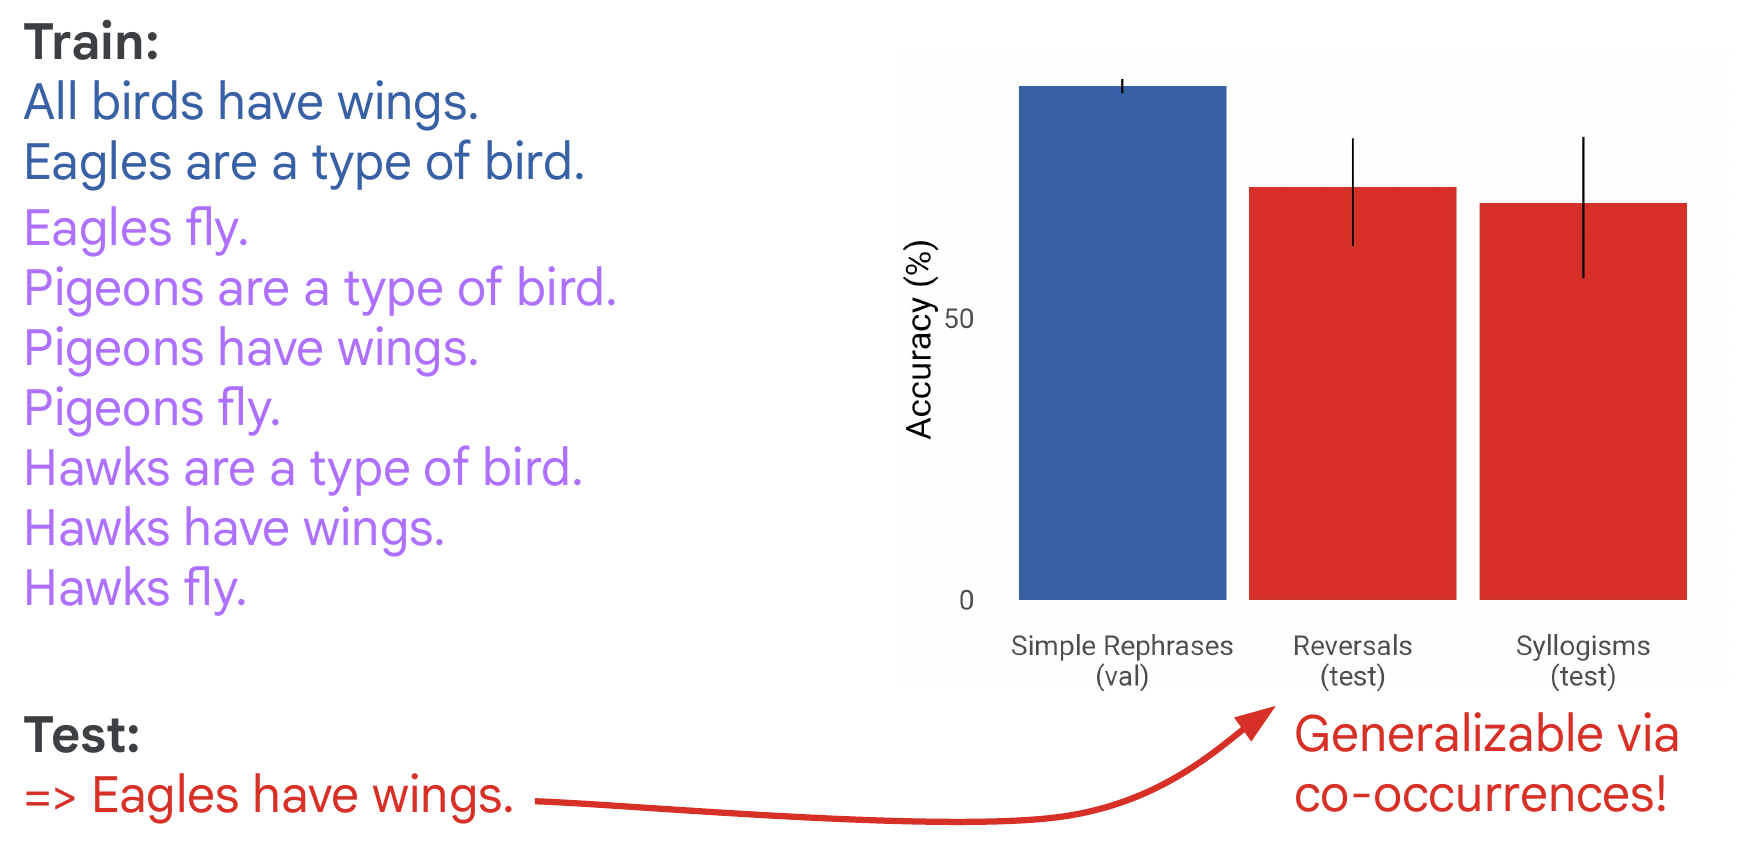 Train:
All birds have wings.
Eagles are a type of bird.
Eagles fly.
Pigeons are a type of bird.
Pigeons have wings.
Pigeons fly.
Hawks are a type of bird.
Hawks have wings.
Hawks fly.
Test:
=> Eagles have wings.
Accuracy (%)
50
0
Simple Rephrases
(val)
Reversals
(test)
Syllogisms
(test)
Generalizable via
co-occurrences!